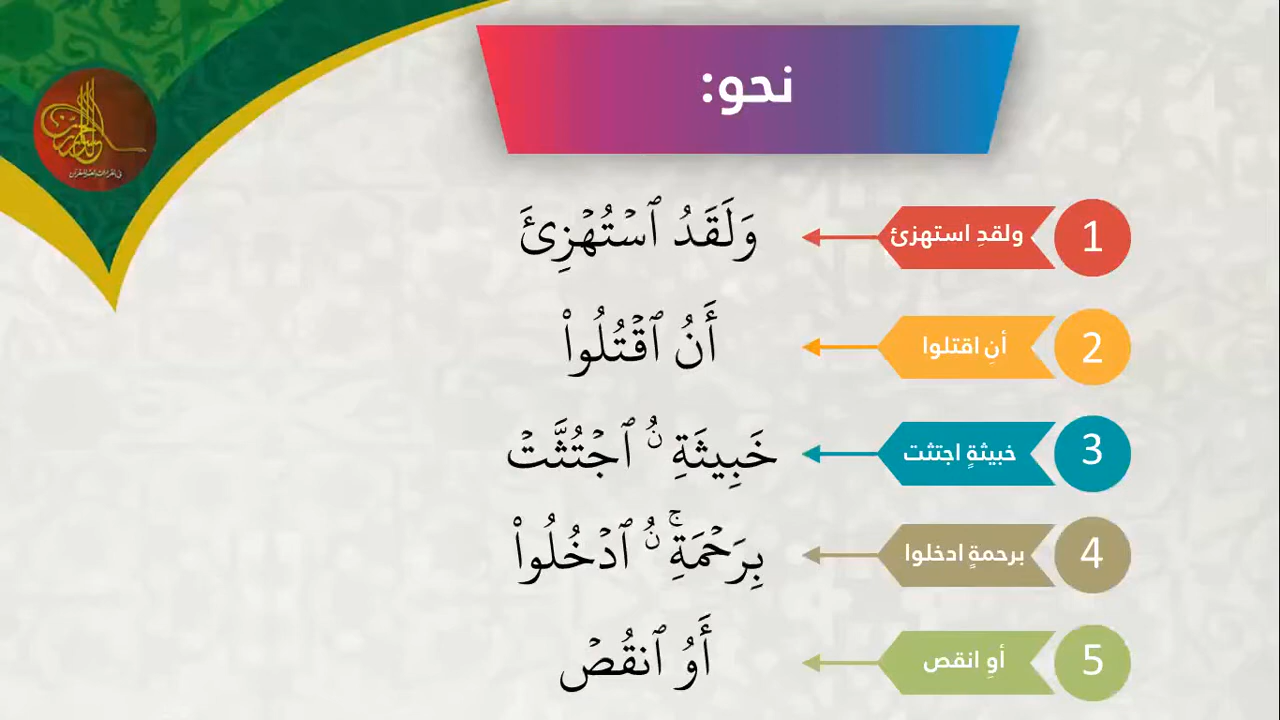 نحو:
1 ولقدِ استهزئ وَلَقَدُ ٱسۡتُهۡزِئَ
2 أنِ اقتلوا أَنُ ٱقۡتُلُواْ
3 خبيثةٍ اجتثت خَبِيثَةِ نُ ٱجۡتُثَّتۡ
4 برحمةٍ ادخلوا بِرَحۡمَةِۚ نُ ٱدۡخُلُواْ
5 أوِ انقص أَوُ ٱنقُصۡ